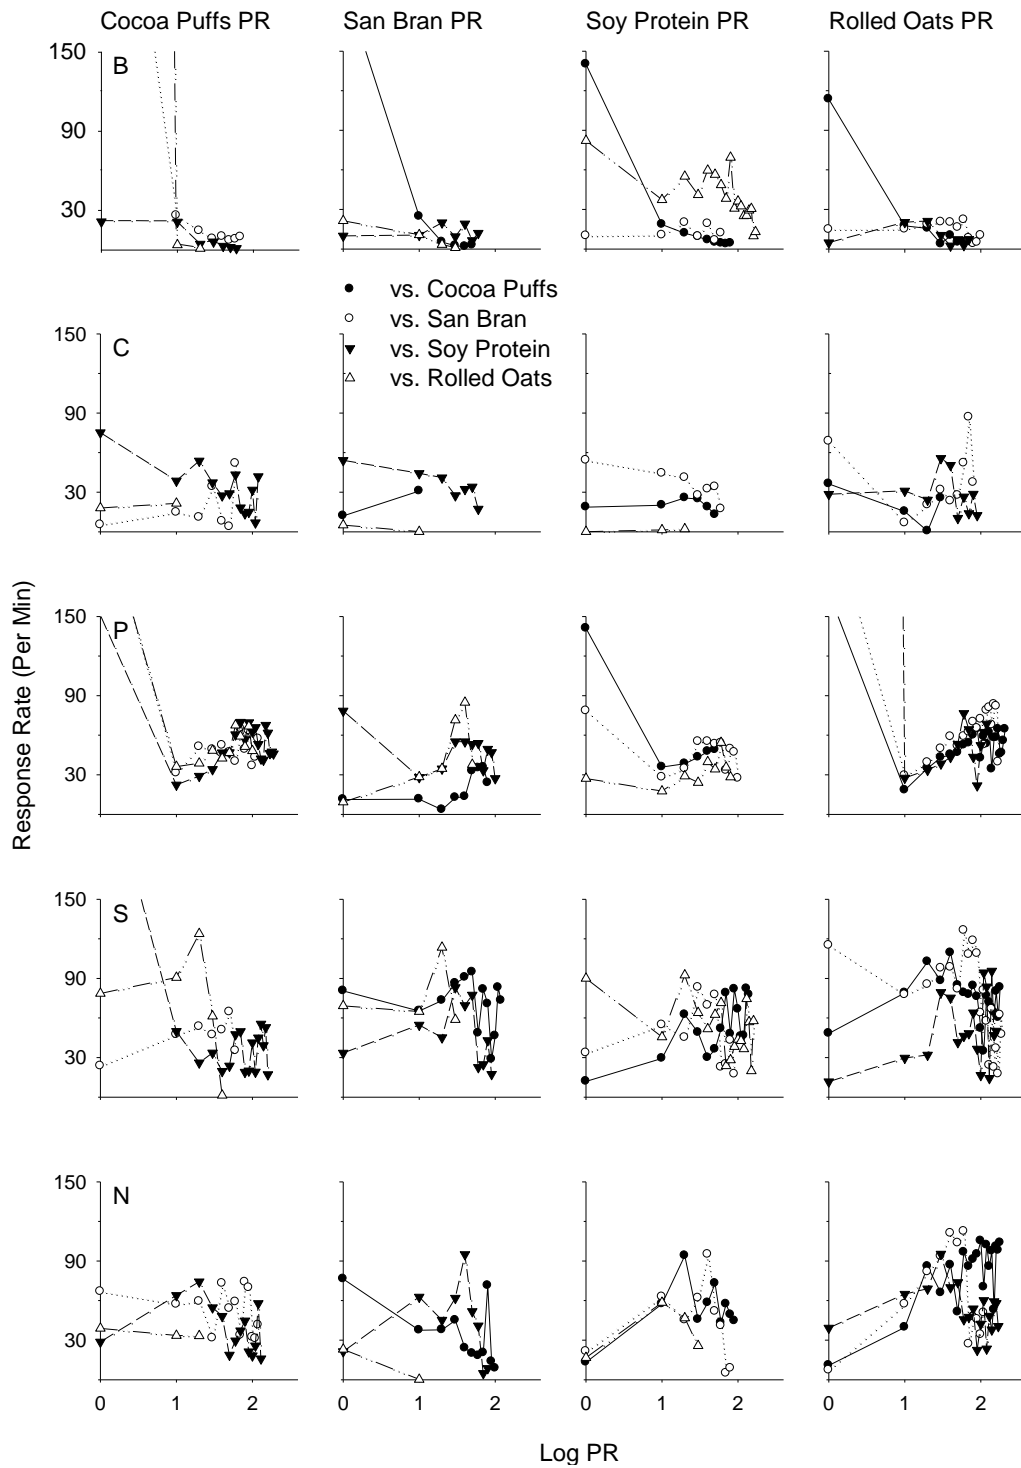 Cocoa Puffs PR San Bran PR Soy Protein PR Rolled Oats PR
150 B
90
30
vs. Cocoa Puffs
vs. San Bran
vs. Soy Protein
vs. Rolled Oats
150 C
90
30
Response Rate (Per Min)
150 P
90
30
150 S
90
30
150 N
90
30
0 1 2 0 1 2 0 1 2 0 1 2
Log PR